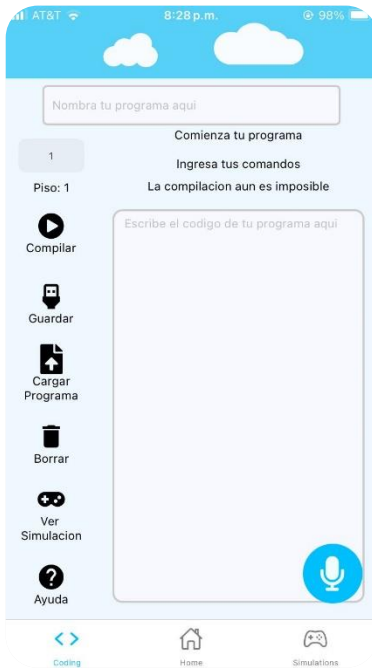 AT&T 8:28 p.m. 98%
Nombra tu programa aqui
Comienza tu programa
1
Ingresa tus comandos
Piso: 1
La compilacion aun es imposible
Escribe el codigo de tu programa aqui
Compilar
Guardar
Cargar
Programa
Borrar
Ver
Simulacion
Ayuda
Coding Home Simulations